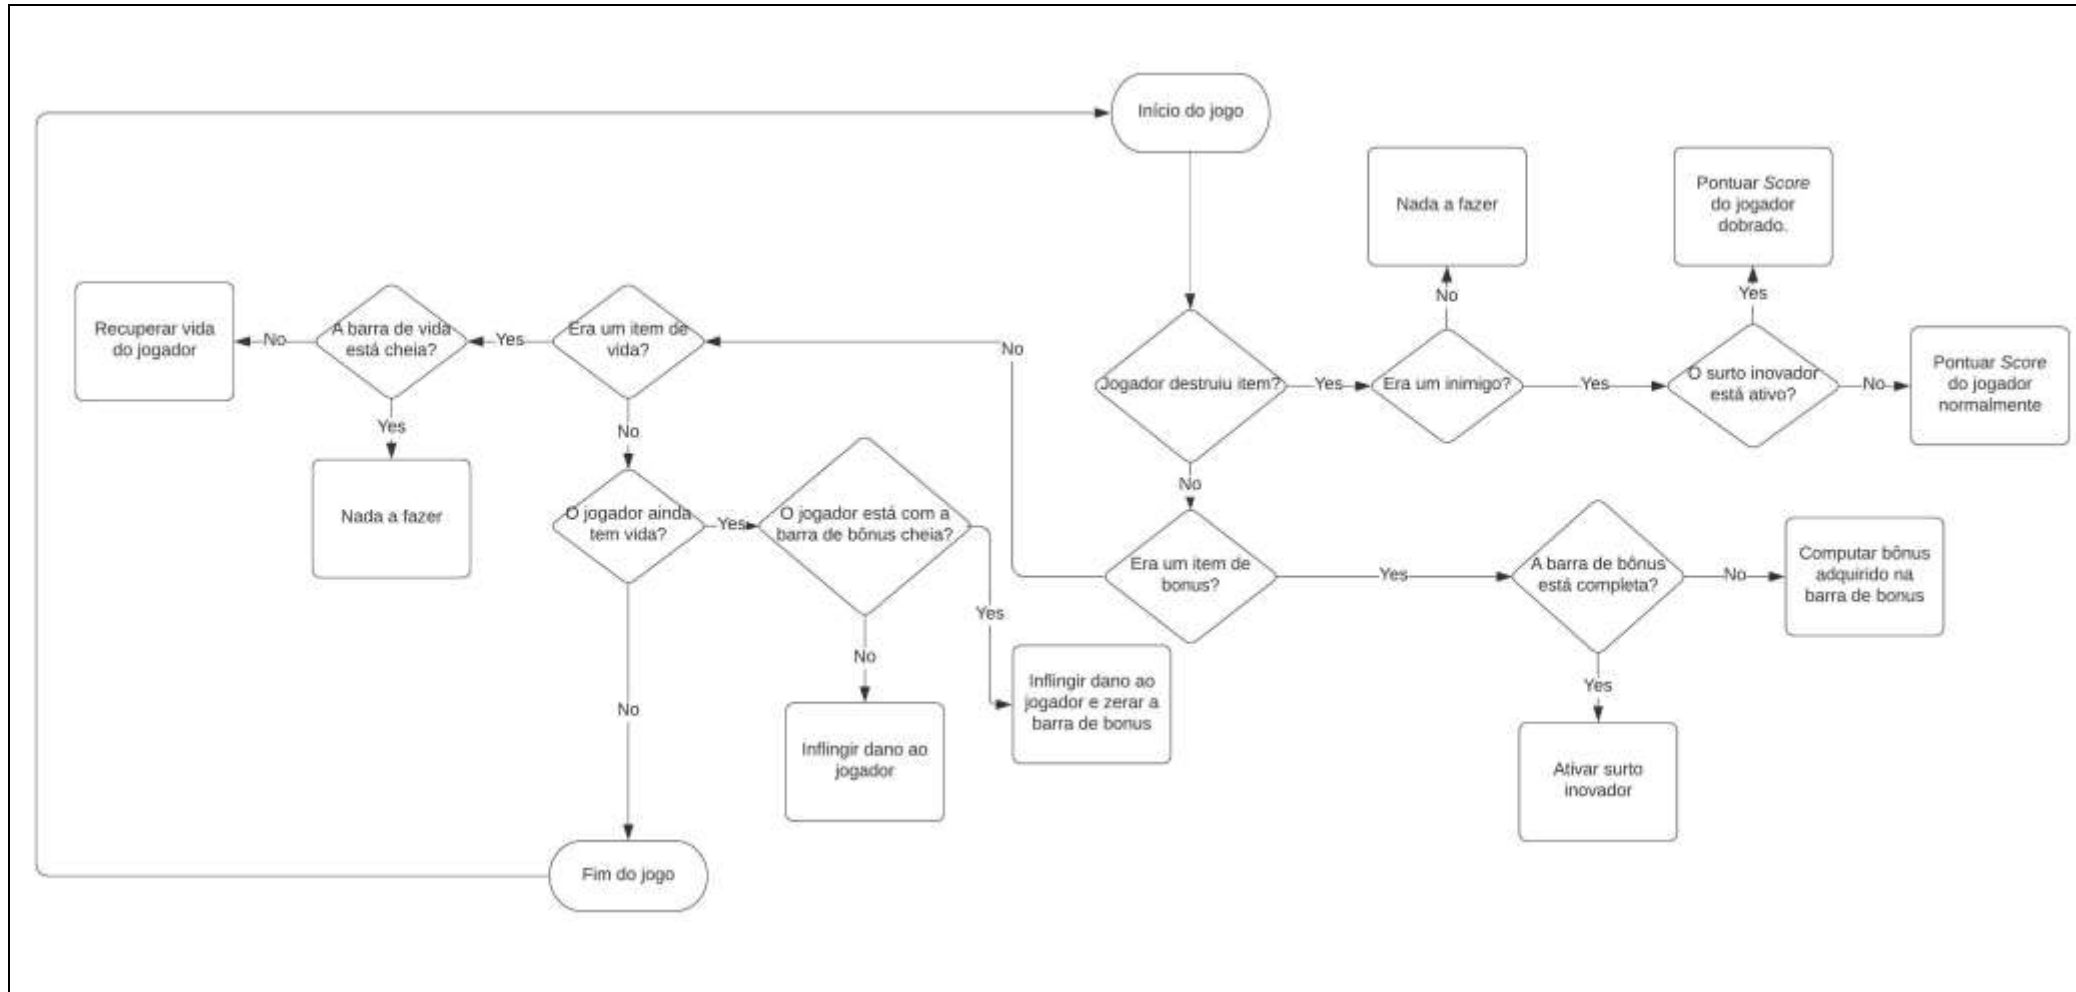 Início do jogo
Nada a fazer
Pontuar Score
do jogador
dobrado.
No
Yes
Recuperar vida
do jogador
No
A barra de vida
está cheia?
Yes
Era um item de
vida?
No
Jogador destruiu item?
Yes
Era um inimigo?
Yes
O surto inovador
está ativo?
No
Pontuar Score
do jogador
normalmente
Yes
No
No
Nada a fazer
O jogador ainda
tem vida?
Yes
O jogador está com a
barra de bônus cheia?
Era um item de
bonus?
Yes
A barra de bônus
está completa?
No
Computar bônus
adquirido na
barra de bonus
Yes
No
Yes
Inflingir dano ao
jogador e zerar a
barra de bonus
No
Inflingir dano ao
jogador
Ativar surto
inovador
Fim do jogo